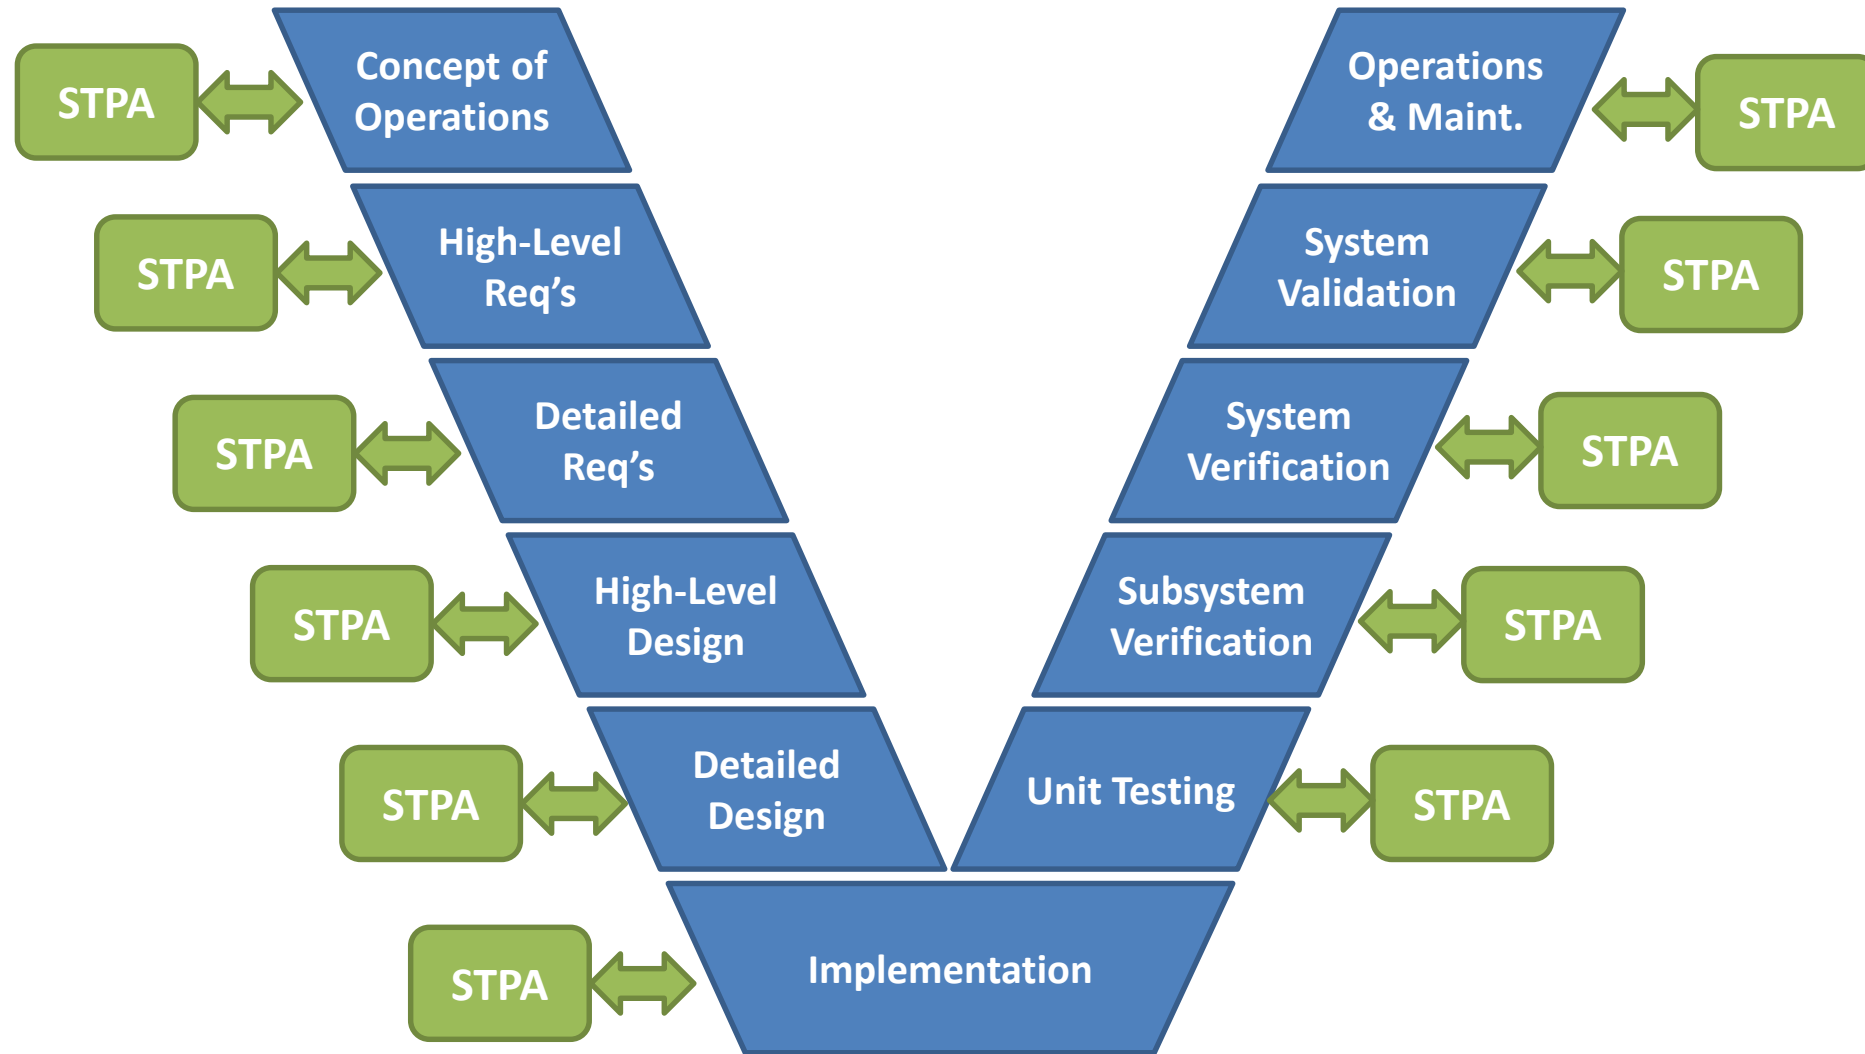 STPA
Concept of
Operations
Operations
& Maint.
STPA
STPA
High-Level
Req’s
System
Validation
STPA
STPA
Detailed
Req’s
System
Verification
STPA
STPA
High-Level
Design
Subsystem
Verification
STPA
STPA
Detailed
Design
Unit Testing
STPA
STPA
Implementation